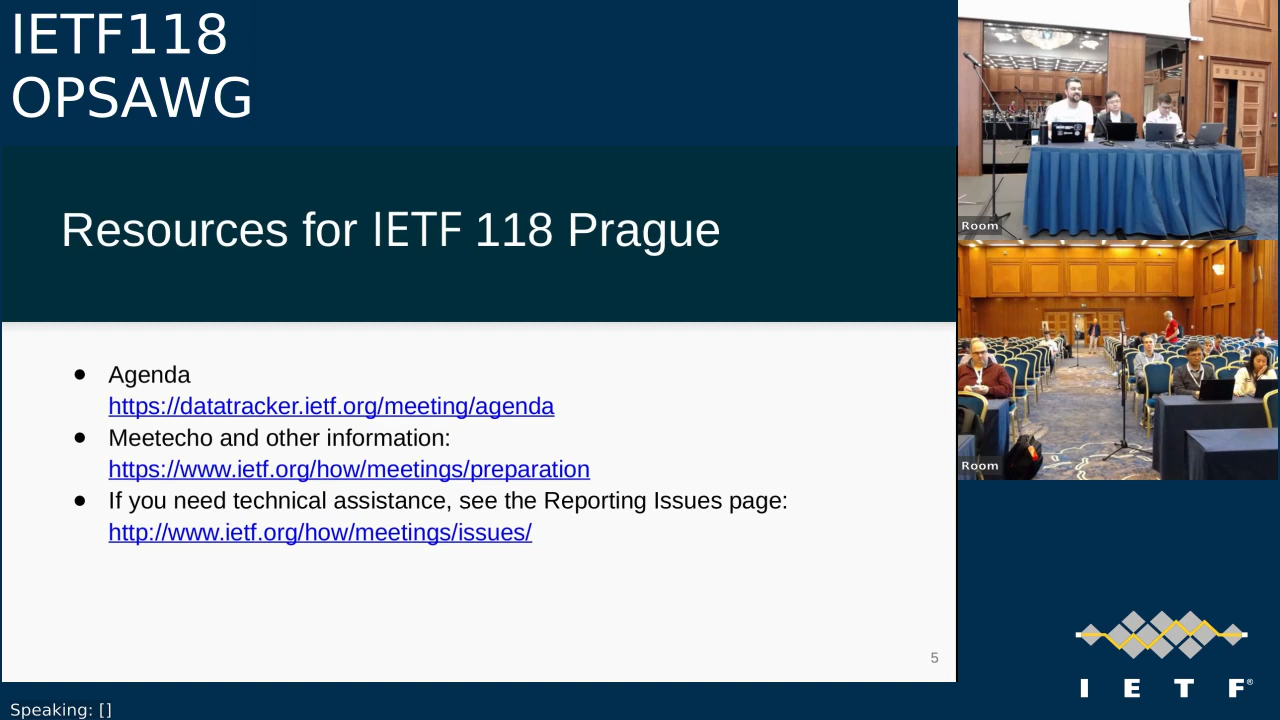 IETF118
OPSAWG
Resources for IETF 118 Prague
● Agenda
https://datatracker.ietf.org/meeting/agenda
● Meetecho and other information:
https://www.ietf.org/how/meetings/preparation
● If you need technical assistance, see the Reporting Issues page:
http://www.ietf.org/how/meetings/issues/
5
Speaking: []
Room
Room
I E T F®